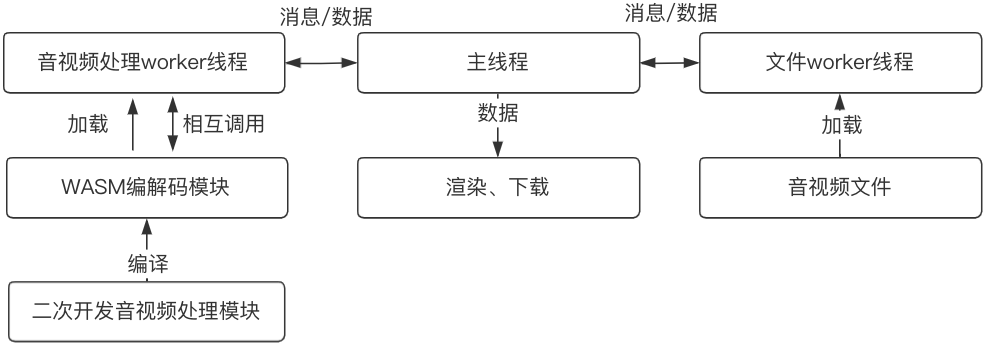 消息/数据
消息/数据
音视频处理worker线程
主线程
文件worker线程
加载
相互调用
数据
加载
WASM编解码模块
渲染、下载
音视频文件
编译
二次开发音视频处理模块